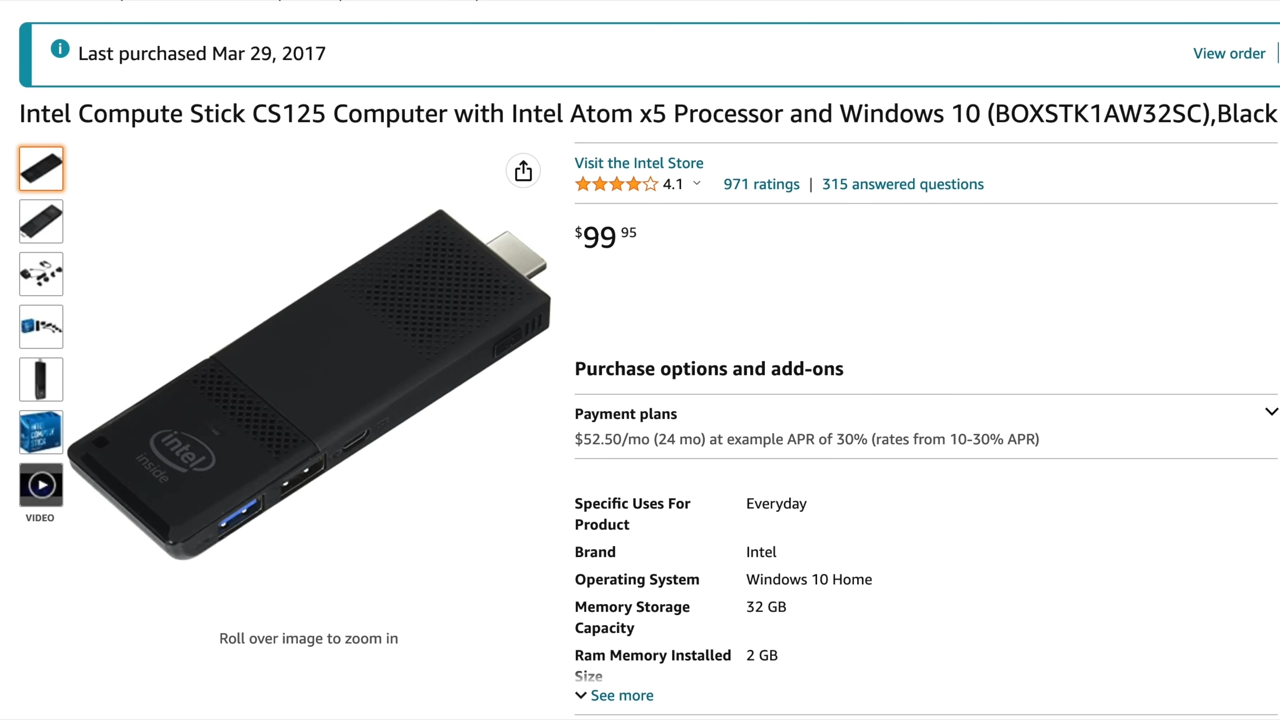 Last purchased Mar 29, 2017
View order
Intel Compute Stick CS125 Computer with Intel Atom x5 Processor and Windows 10 (BOXSTK1AW32SC),Black
Visit the Intel Store
4.1
971 ratings | 315 answered questions
$99 95
Purchase options and add-ons
Payment plans
$52.50/mo (24 mo) at example APR of 30% (rates from 10-30% APR)
Specific Uses For Product Everyday
Brand Intel
Operating System Windows 10 Home
Memory Storage Capacity 32 GB
Ram Memory Installed Size 2 GB
See more
intel
inside
VIDEO
Roll over image to zoom in